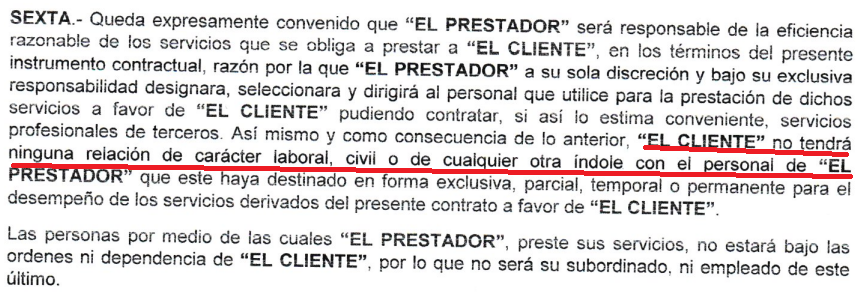 SEXTA.- Queda expresamente convenido que “EL PRESTADOR” será responsable de la eficiencia
razonable de los servicios que se obliga a prestar a “EL CLIENTE”, en los términos del presente
instrumento contractual, razón por la que “EL PRESTADOR” a su sola discreción y bajo su exclusiva
responsabilidad designara, seleccionara y dirigirá al personal que utilice para la prestación de dichos
servicios a favor de “EL CLIENTE” pudiendo contratar, si así lo estima conveniente, servicios
profesionales de terceros. Así mismo y como consecuencia de lo anterior, “EL CLIENTE” no tendrá
ninguna relación de carácter laboral, civil o de cualquier otra índole con el personal de “EL
PRESTADOR” que este haya destinado en forma exclusiva, parcial, temporal o permanente para el
desempeño de los servicios derivados del presente contrato a favor de “EL CLIENTE”.
Las personas por medio de las cuales “EL PRESTADOR”, preste sus servicios, no estará bajo las
ordenes ni dependencia de “EL CLIENTE”, por lo que no será su subordinado, ni empleado de este
último.